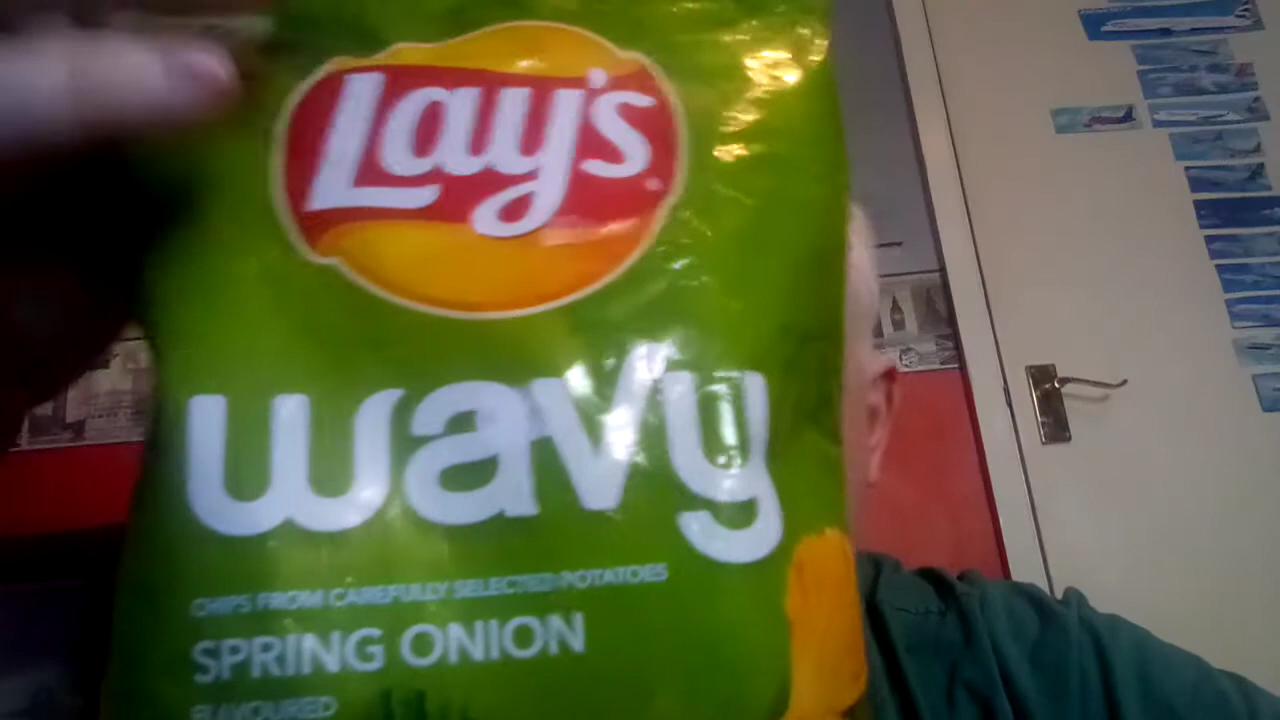 Lay's
wavy
CHIPS FROM CAREFULLY SELECTED POTATOES
SPRING ONION
FLAVOURED